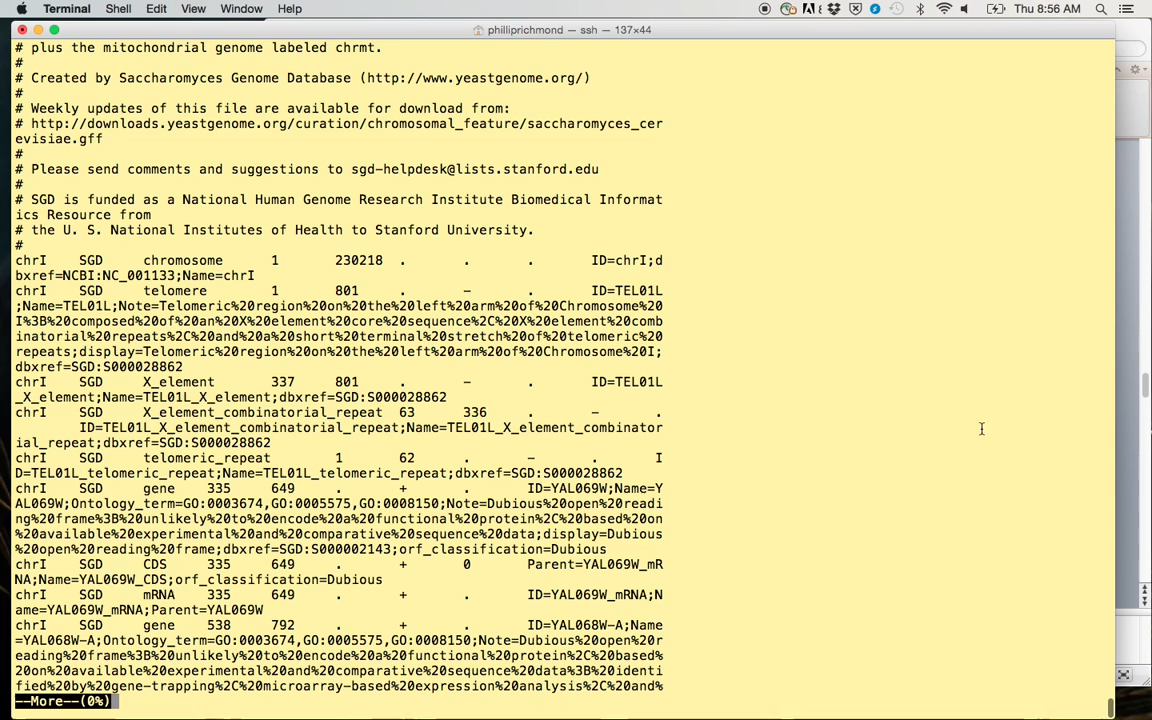 Terminal Shell Edit View Window Help Thu 8:56 AM
philliprichmond — ssh — 137×44
# plus the mitochondrial genome labeled chrmt.
#
# Created by Saccharomyces Genome Database (http://www.yeastgenome.org/)
#
# Weekly updates of this file are available for download from:
# http://downloads.yeastgenome.org/curation/chromosomal_feature/saccharomyces_cer
evisiae.gff
#
# Please send comments and suggestions to sgd-helpdesk@lists.stanford.edu
#
# SGD is funded as a National Human Genome Research Institute Biomedical Informat
ics Resource from
# the U. S. National Institutes of Health to Stanford University.
#
chrI SGD chromosome 1 230218 . . . ID=chrI;d
bxref=NCBI:NC_001133;Name=chrI
chrI SGD telomere 1 801 . - . ID=TEL01L
;Name=TEL01L;Note=Telomeric%20region%20on%20the%20left%20arm%20of%20Chromosome%20
I%3B%20composed%20of%20an%20X%20element%20core%20sequence%2C%20X%20element%20comb
inatorial%20repeats%2C%20and%20a%20short%20terminal%20stretch%20of%20telomeric%20
repeats;display=Telomeric%20region%20on%20the%20left%20arm%20of%20Chromosome%20I;
dbxref=SGD:S000028862
chrI SGD X_element 337 801 . - . ID=TEL01L
_X_element;Name=TEL01L_X_element;dbxref=SGD:S000028862
chrI SGD X_element_combinatorial_repeat 63 336 . - .
ID=TEL01L_X_element_combinatorial_repeat;Name=TEL01L_X_element_combinator
ial_repeat;dbxref=SGD:S000028862
chrI SGD telomeric_repeat 1 62 . - . I
D=TEL01L_telomeric_repeat;Name=TEL01L_telomeric_repeat;dbxref=SGD:S000028862
chrI SGD gene 335 649 . + . ID=YAL069W;Name=Y
AL069W;Ontology_term=GO:0003674,GO:0005575,GO:0008150;Note=Dubious%20open%20readi
ng%20frame%3B%20unlikely%20to%20encode%20a%20functional%20protein%2C%20based%20on
%20available%20experimental%20and%20comparative%20sequence%20data;display=Dubious
%20open%20reading%20frame;dbxref=SGD:S000002143;orf_classification=Dubious
chrI SGD CDS 335 649 . + 0 Parent=YAL069W_mR
NA;Name=YAL069W_CDS;orf_classification=Dubious
chrI SGD mRNA 335 649 . + . ID=YAL069W_mRNA;N
ame=YAL069W_mRNA;Parent=YAL069W
chrI SGD gene 538 792 . + . ID=YAL068W-A;Name
=YAL068W-A;Ontology_term=GO:0003674,GO:0005575,GO:0008150;Note=Dubious%20open%20r
eading%20frame%3B%20unlikely%20to%20encode%20a%20functional%20protein%2C%20based%
20on%20available%20experimental%20and%20comparative%20sequence%20data%3B%20identi
fied%20by%20gene-trapping%2C%20microarray-based%20expression%20analysis%2C%20and%
--More--(0%)